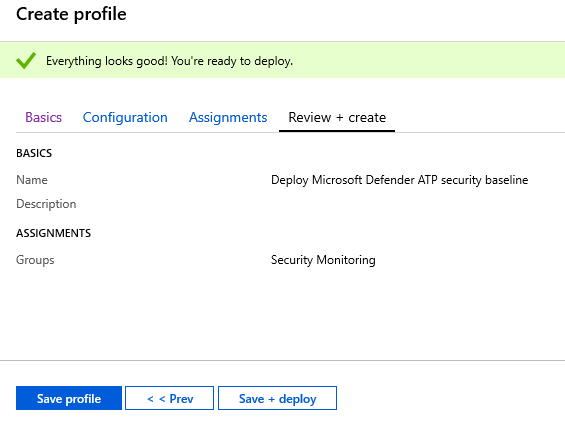 Create profile
Everything looks good! You're ready to deploy.
Basics Configuration Assignments Review + create
BASICS
Name Deploy Microsoft Defender ATP security baseline
Description
ASSIGNMENTS
Groups Security Monitoring
Save profile < < Prev Save + deploy